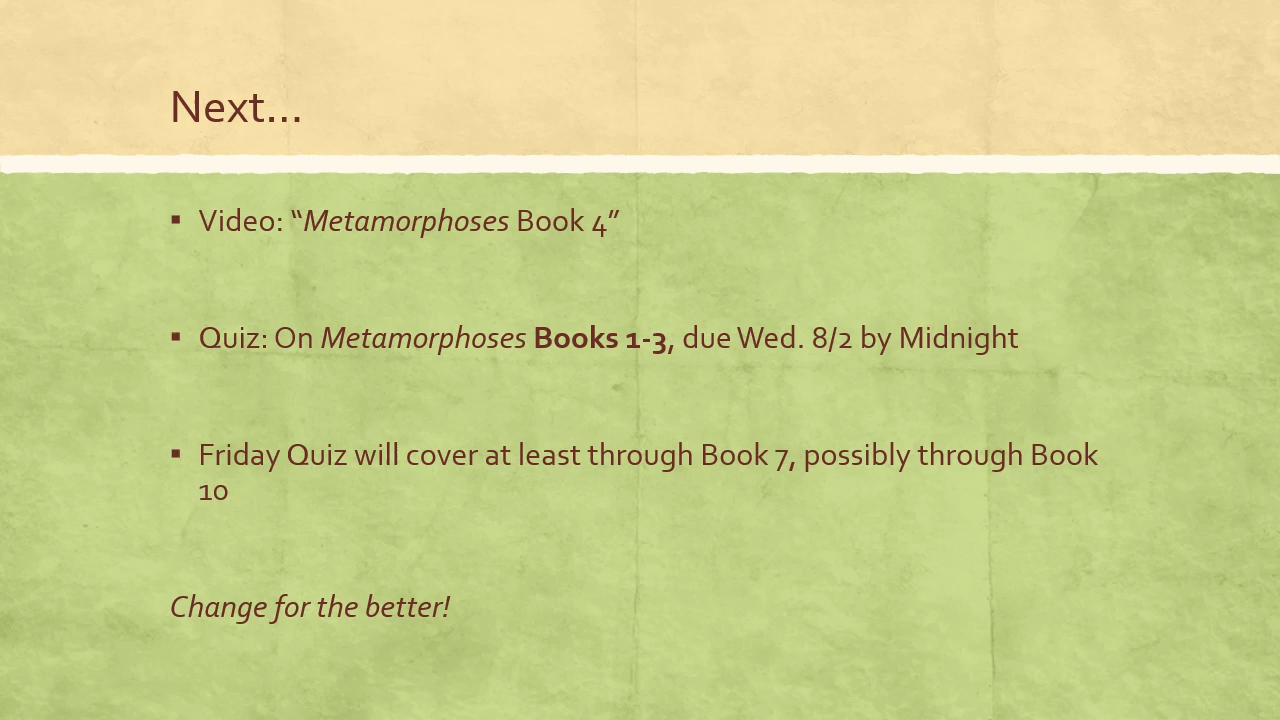 Next…
▪ Video: “Metamorphoses Book 4”
▪ Quiz: On Metamorphoses Books 1-3, due Wed. 8/2 by Midnight
▪ Friday Quiz will cover at least through Book 7, possibly through Book
10
Change for the better!